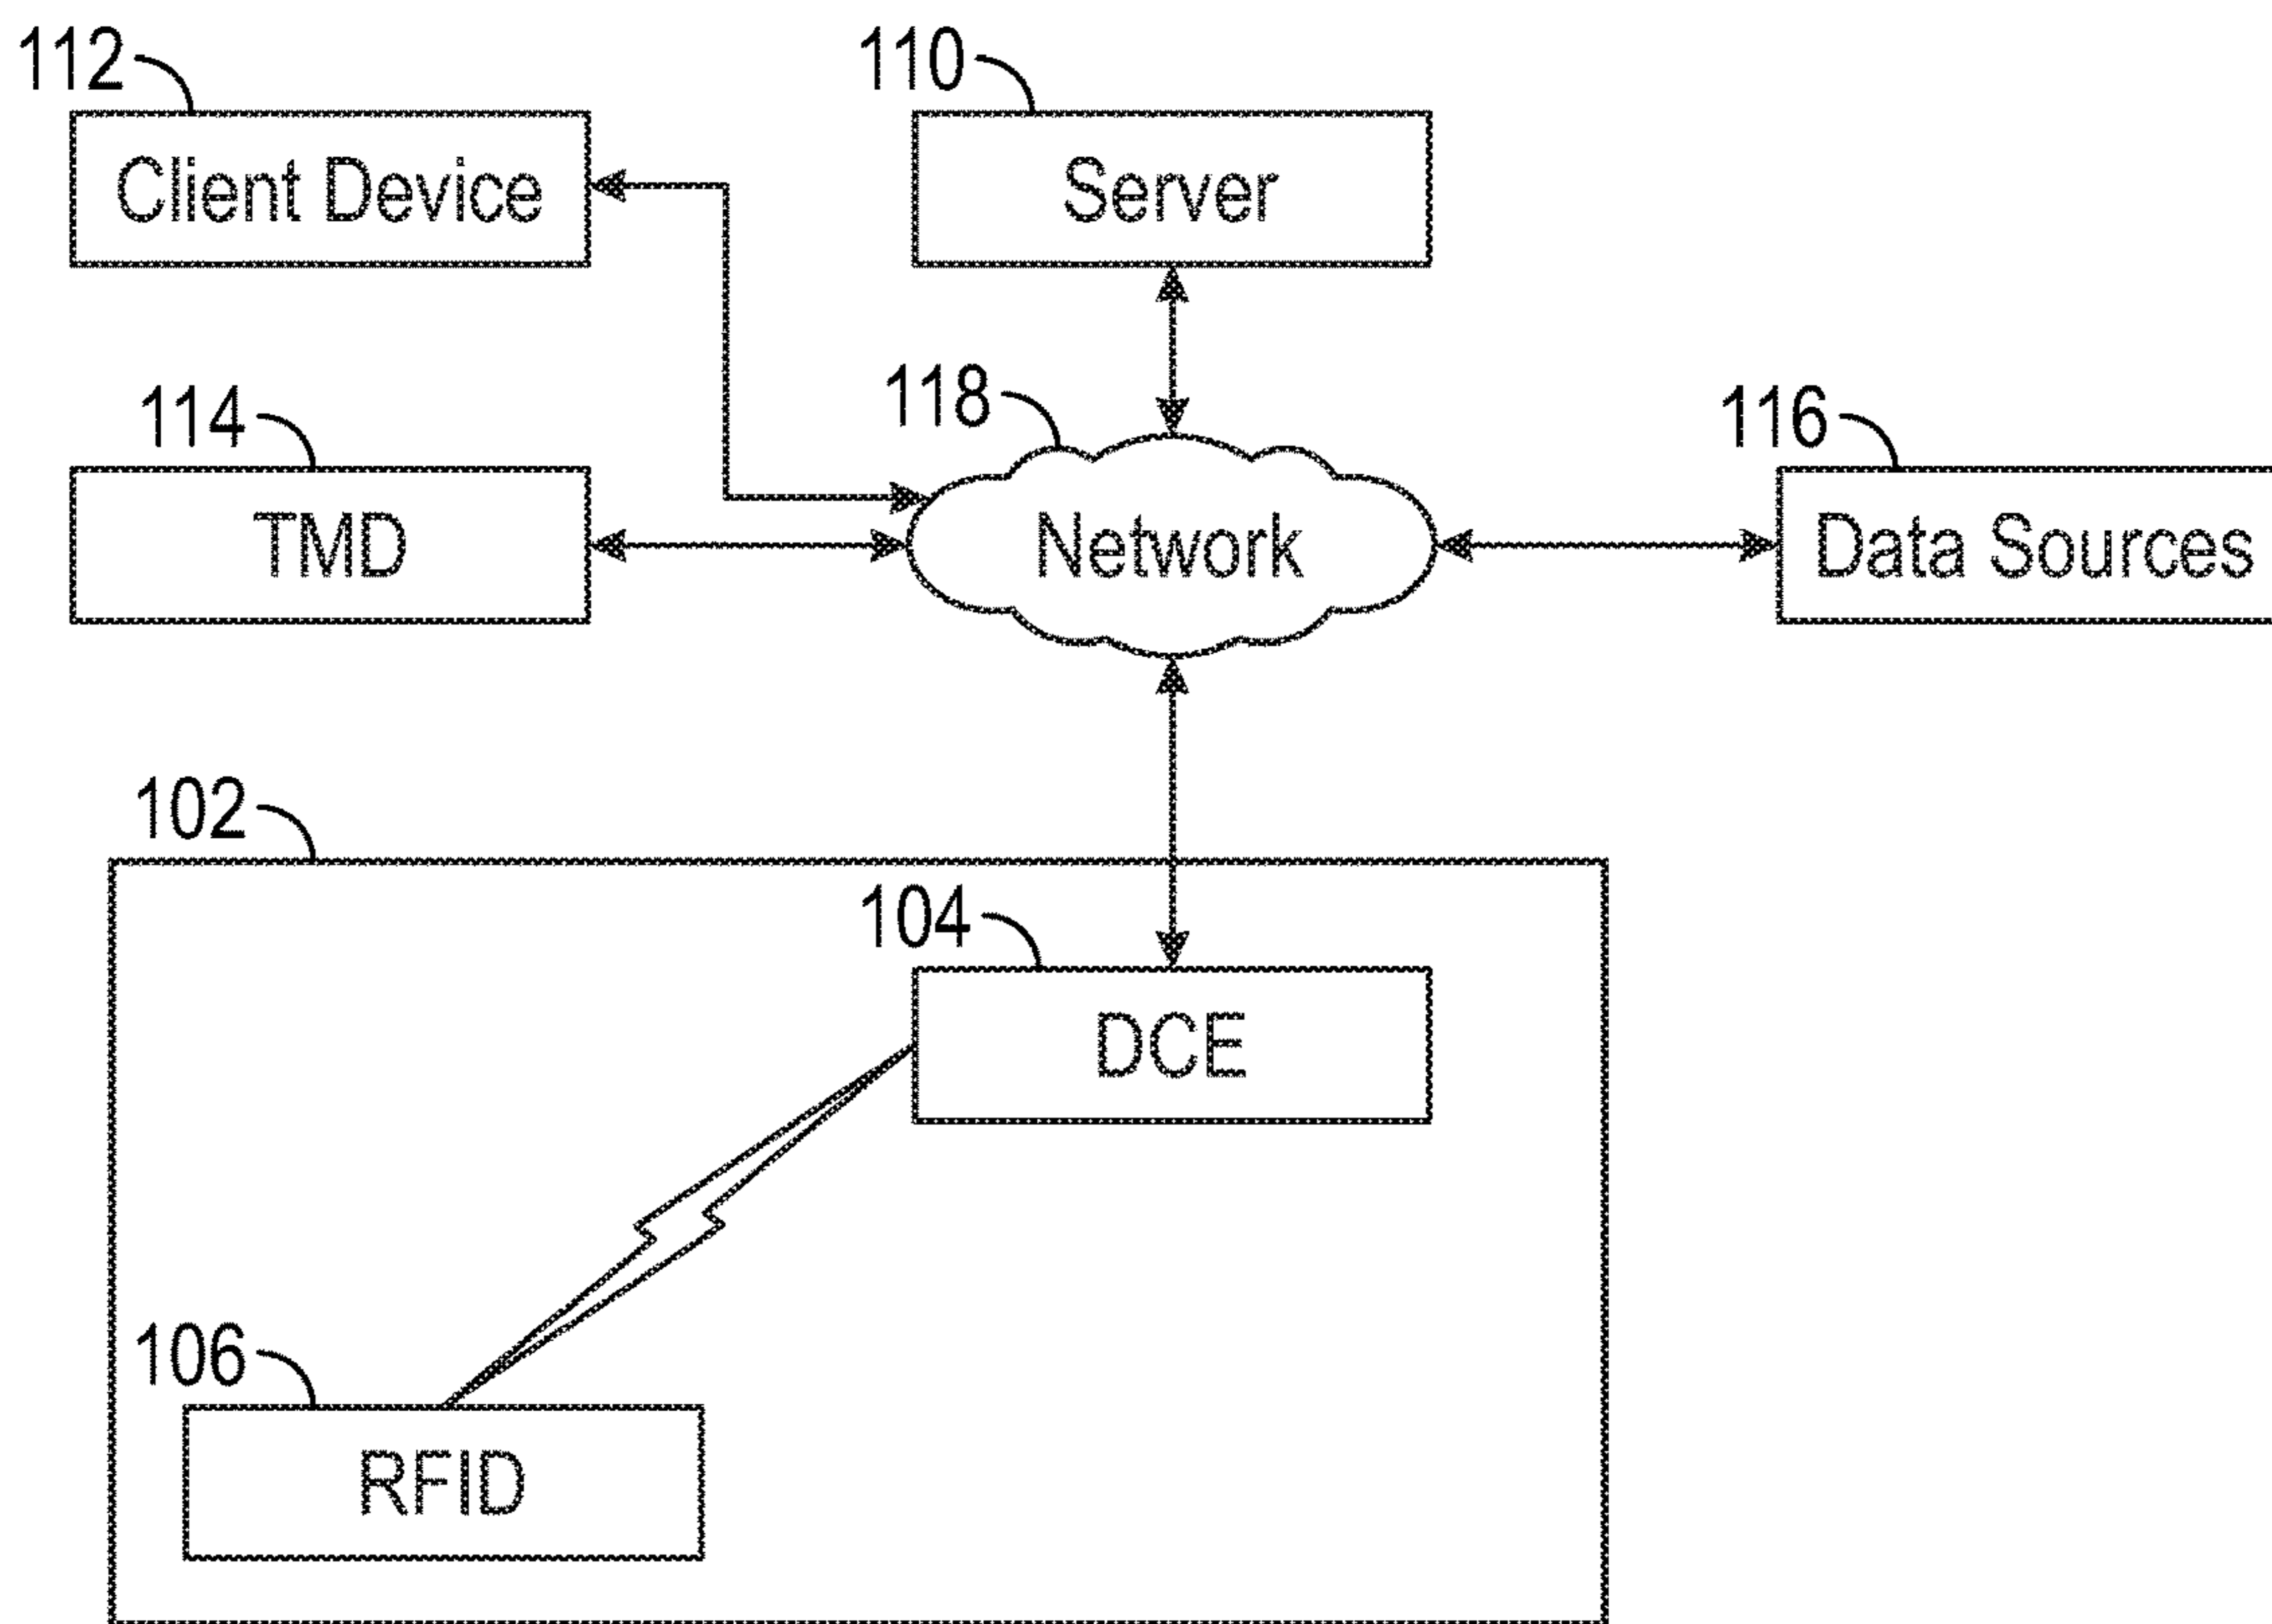 112
Client Device
110
Server
114
TMD
118
Network
116
Data Sources
102
104
DCE
106
RFID